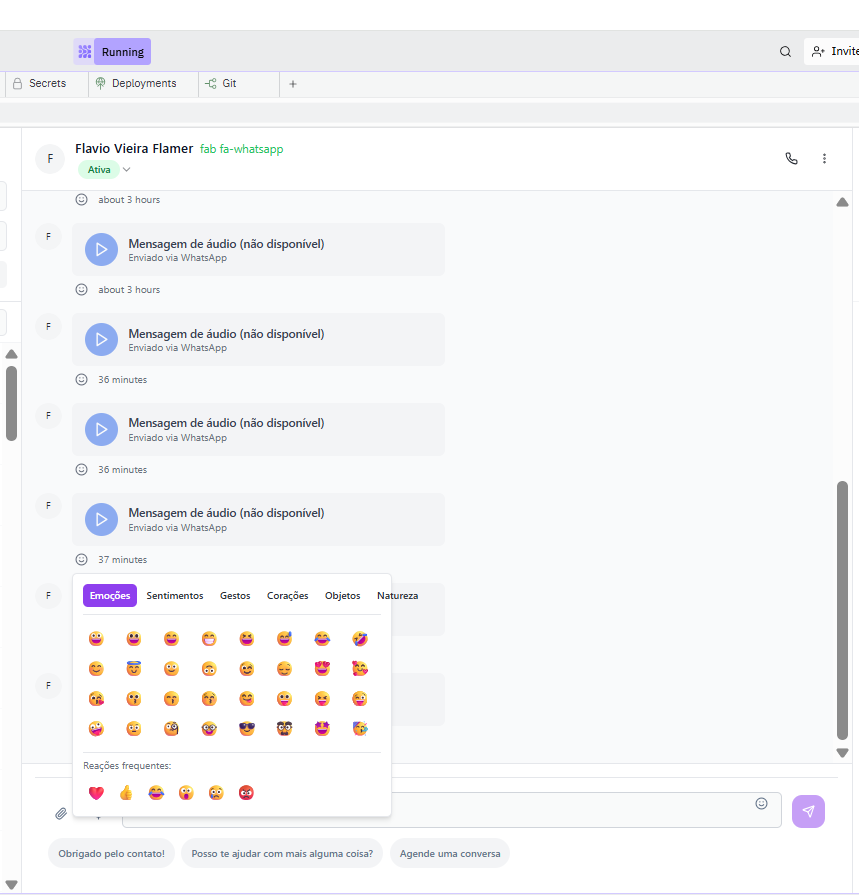 Running
Invite
Secrets
Deployments
Git
F
Flavio Vieira Flamer fab fa-whatsapp
Ativa
about 3 hours
F
Mensagem de áudio (não disponível)
Enviado via WhatsApp
about 3 hours
F
Mensagem de áudio (não disponível)
Enviado via WhatsApp
36 minutes
F
Mensagem de áudio (não disponível)
Enviado via WhatsApp
36 minutes
F
Mensagem de áudio (não disponível)
Enviado via WhatsApp
37 minutes
F
Emoções Sentimentos Gestos Corações Objetos Natureza
F
Reações frequentes:
Obrigado pelo contato! Posso te ajudar com mais alguma coisa? Agende uma conversa